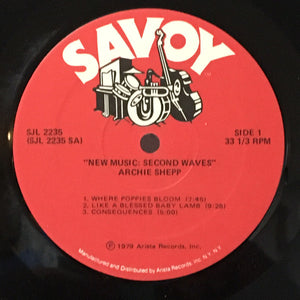 SAVOY
SJL 2235
(SJL 2235 SA)
SIDE 1
33 1/3 RPM
"NEW MUSIC: SECOND WAVES"
ARCHIE SHEPP
1. WHERE POPPIES BLOOM (7:46)
2. LIKE A BLESSED BABY LAMB (9:26)
3. CONSEQUENCES (5:00)
℗ 1979 Arista Records, Inc.
Manufactured and Distributed by Arista Records, Inc. N.Y., N.Y.